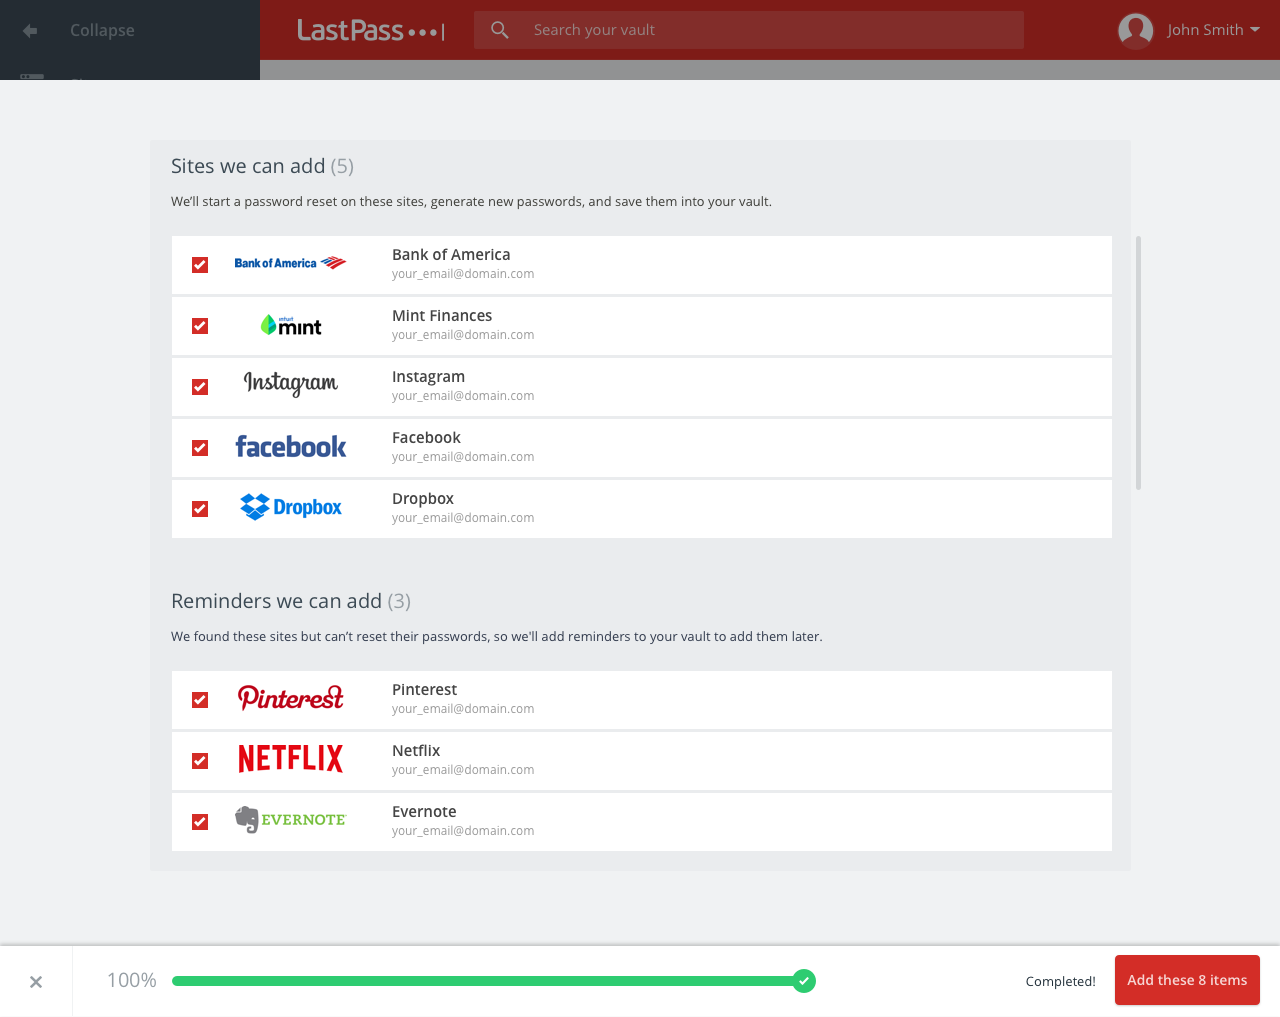 Collapse
LastPass
Search your vault
John Smith
Sites we can add (5)
We'll start a password reset on these sites, generate new passwords, and save them into your vault.
Bank of America
Bank of America
your_email@domain.com
intuit
mint
Mint Finances
your_email@domain.com
Instagram
Instagram
your_email@domain.com
facebook
Facebook
your_email@domain.com
Dropbox
Dropbox
your_email@domain.com
Reminders we can add (3)
We found these sites but can't reset their passwords, so we'll add reminders to your vault to add them later.
Pinterest
Pinterest
your_email@domain.com
NETFLIX
Netflix
your_email@domain.com
EVERNOTE
Evernote
your_email@domain.com
100%
Completed!
Add these 8 items